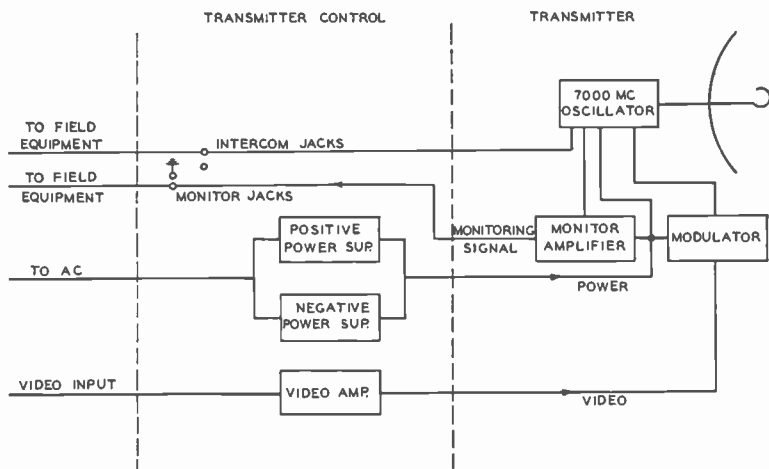 TRANSMITTER CONTROL
TRANSMITTER
7000 MC
OSCILLATOR
TO FIELD
EQUIPMENT
INTERCOM JACKS
TO FIELD
EQUIPMENT
MONITOR JACKS
POSITIVE
POWER SUP.
MONITORING
SIGNAL
MONITOR
AMPLIFIER
MODULATOR
TO AC
POWER
NEGATIVE
POWER SUP.
VIDEO INPUT
VIDEO AMP.
VIDEO